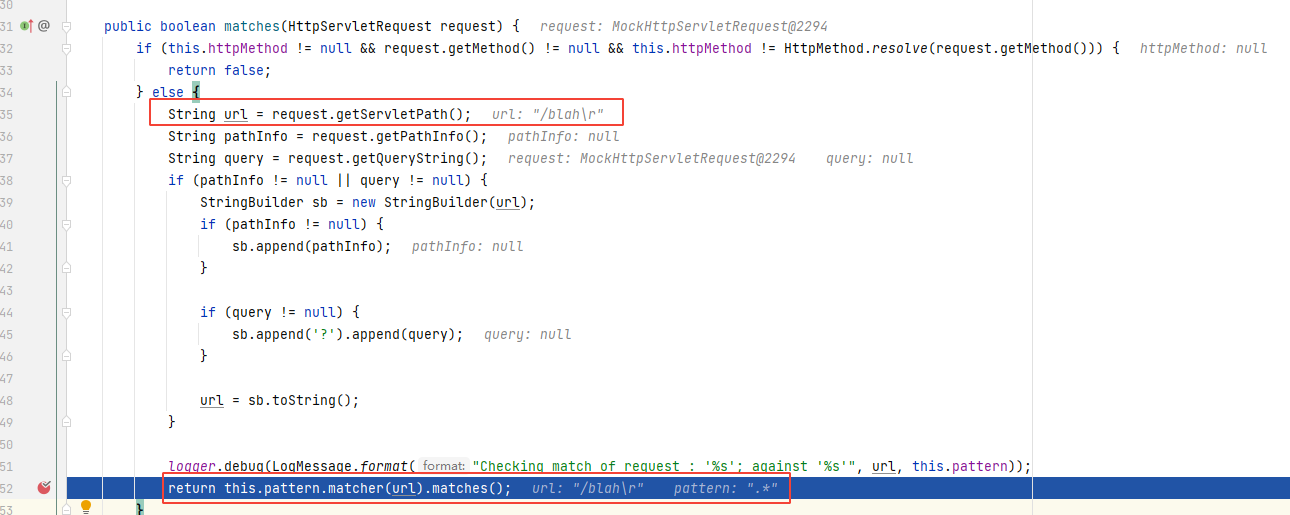 30
31 @ public boolean matches(HttpServletRequest request) { request: MockHttpServletRequest@2294
32 if (this.httpMethod != null && request.getMethod() != null && this.httpMethod != HttpMethod.resolve(request.getMethod())) { httpMethod: null
33 return false;
34 } else {
35 String url = request.getServletPath(); url: "/blah\r"
36 String pathInfo = request.getPathInfo(); pathInfo: null
37 String query = request.getQueryString(); request: MockHttpServletRequest@2294 query: null
38 if (pathInfo != null || query != null) {
39 StringBuilder sb = new StringBuilder(url);
40 if (pathInfo != null) {
41 sb.append(pathInfo); pathInfo: null
42 }
43
44 if (query != null) {
45 sb.append('?').append(query); query: null
46 }
47
48 url = sb.toString();
49 }
50
51 logger.debug(LogMessage.format( format: "Checking match of request : '%s'; against '%s'", url, this.pattern));
52 return this.pattern.matcher(url).matches(); url: "/blah\r" pattern: ".*"
53 }